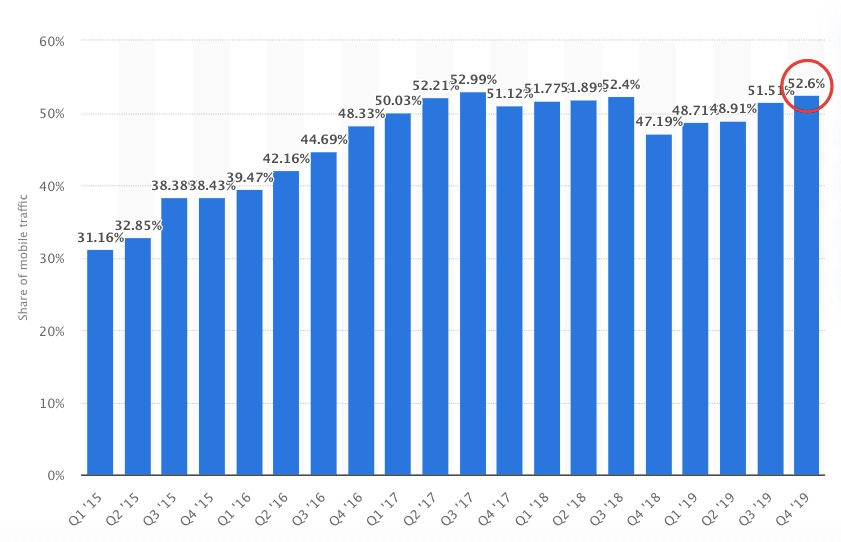 60%
50%
40%
30%
20%
10%
0%
Share of mobile traffic
31.16%
32.85%
38.38%
38.43%
39.47%
42.16%
44.69%
48.33%
50.03%
52.21%
52.99%
51.12%
51.77%
51.89%
52.4%
47.19%
48.71%
48.91%
51.51%
52.6%
Q1 '15
Q2 '15
Q3 '15
Q4 '15
Q1 '16
Q2 '16
Q3 '16
Q4 '16
Q1 '17
Q2 '17
Q3 '17
Q4 '17
Q1 '18
Q2 '18
Q3 '18
Q4 '18
Q1 '19
Q2 '19
Q3 '19
Q4 '19